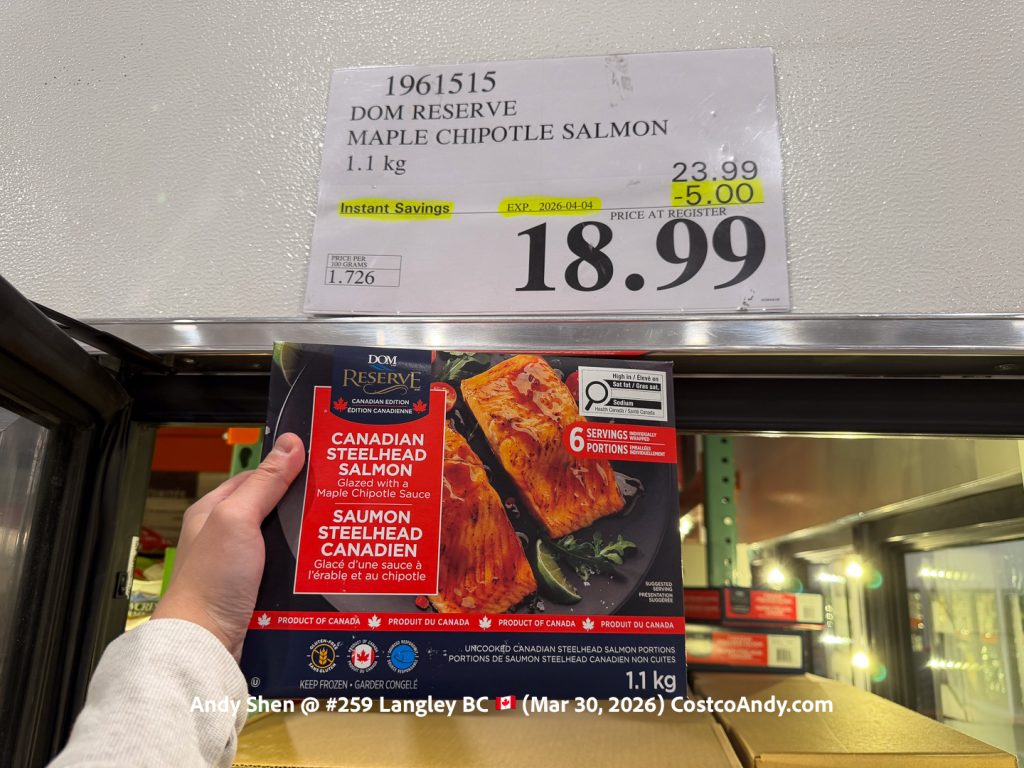 1961515
DOM RESERVE
MAPLE CHIPOTLE SALMON
1.1 kg
23.99
-5.00
Instant Savings
EXP. 2026-04-04
PRICE AT REGISTER
18.99
PRICE PER
100 GRAMS
1.726
DOM
RESERVE
CANADIAN EDITION
ÉDITION CANADIENNE
CANADIAN
STEELHEAD
SALMON
Glazed with a
Maple Chipotle Sauce
SAUMON
STEELHEAD
CANADIEN
Glacé d'une sauce à
l'érable et au chipotle
High in / Élevé en
Sat fat / Gras sat.
Sodium
Health Canada / Santé Canada
6 SERVINGS INDIVIDUALLY WRAPPED
PORTIONS EMBALLÉES INDIVIDUELLEMENT
SUGGESTED
SERVING
PRÉSENTATION
SUGGÉRÉE
PRODUCT OF CANADA PRODUIT DU CANADA PRODUCT OF CANADA PRODUIT DU CANADA
GLUTEN-FREE
SANS GLUTEN
UNCOOKED CANADIAN STEELHEAD SALMON PORTIONS
PORTIONS DE SAUMON STEELHEAD CANADIEN NON CUITES
KEEP FROZEN • GARDER CONGELÉ
1.1 kg
Andy Shen @ #259 Langley BC 🇨🇦 (Mar 30, 2026) CostcoAndy.com